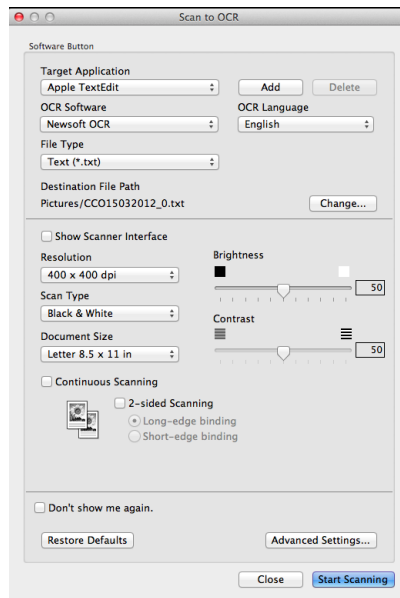 Scan to OCR
Software Button
Target Application
Apple TextEdit
Add
Delete
OCR Software
OCR Language
Newsoft OCR
English
File Type
Text (*.txt)
Destination File Path
Pictures/CCO15032012_0.txt
Change...
Show Scanner Interface
Resolution
Brightness
400 x 400 dpi
50
Scan Type
Black & White
Contrast
Document Size
Letter 8.5 x 11 in
50
Continuous Scanning
2-sided Scanning
Long-edge binding
Short-edge binding
Don't show me again.
Restore Defaults
Advanced Settings...
Close
Start Scanning